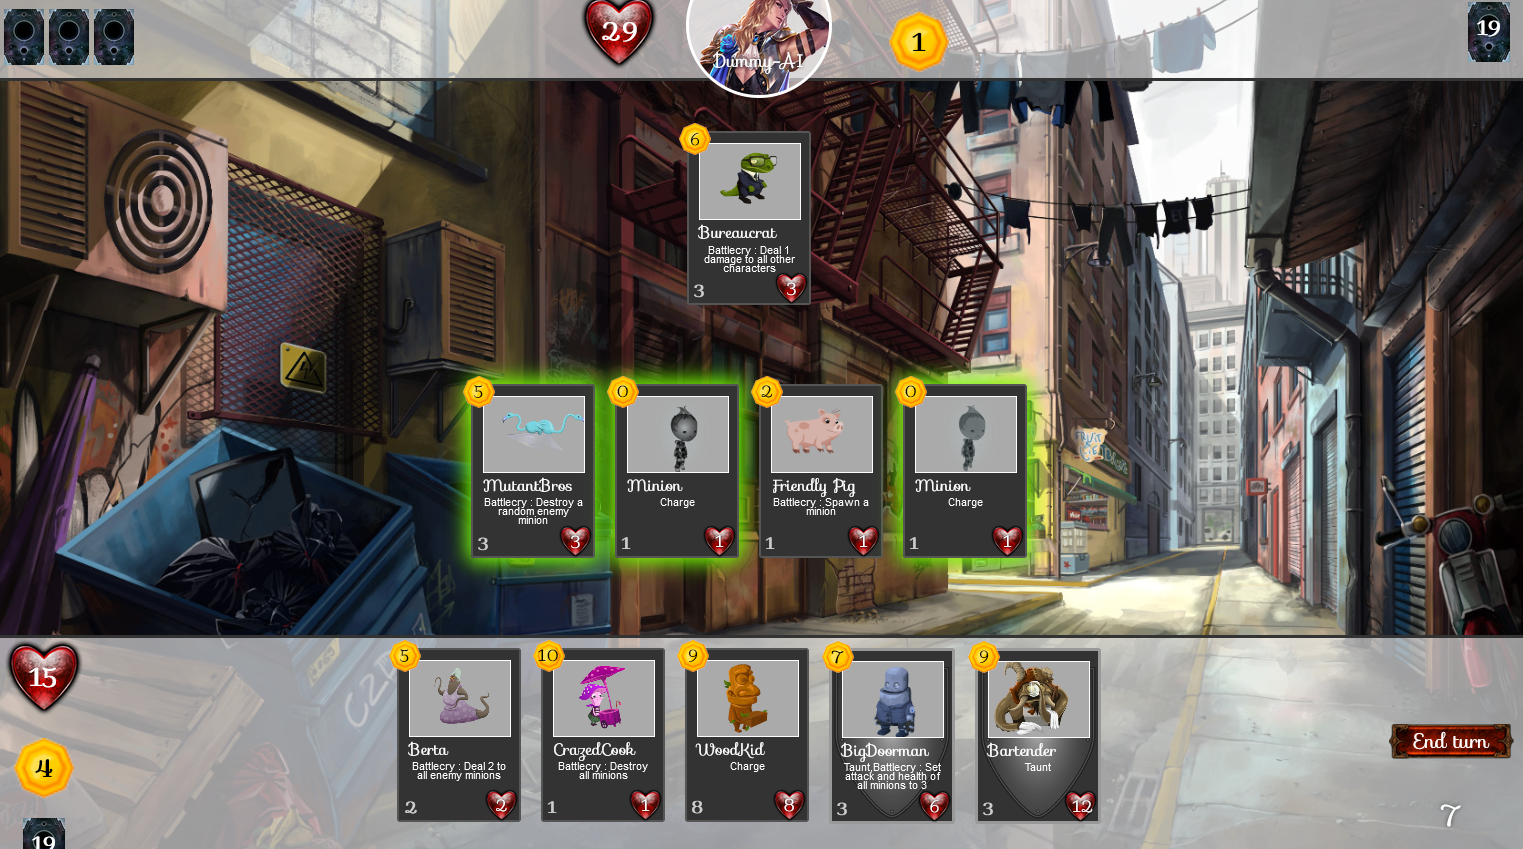 29
Dummy-AI
1
19
6
Bureaucrat
Battlecry : Deal 1
damage to all other
characters
3
3
5
MutantBros
Battlecry : Destroy a
random enemy
minion
3
3
0
Minion
Charge
1
1
2
Friendly Pig
Battlecry : Spawn a
minion
1
1
0
Minion
Charge
1
1
FRUIT
15
4
19
5
Berta
Battlecry : Deal 2 to
all enemy minions
2
2
10
CrazedCook
Battlecry : Destroy
all minions
1
1
9
WoodKid
Charge
8
8
7
BigDoorman
Taunt,Battlecry : Set
attack and health of
all minions to 3
3
6
9
Bartender
Taunt
3
12
End turn
7